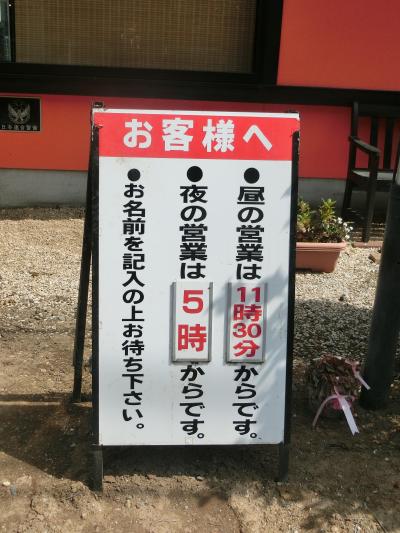 お客様へ
●昼の営業は11時30分からです。
●夜の営業は5時からです。
●お名前を記入の上お待ち下さい。